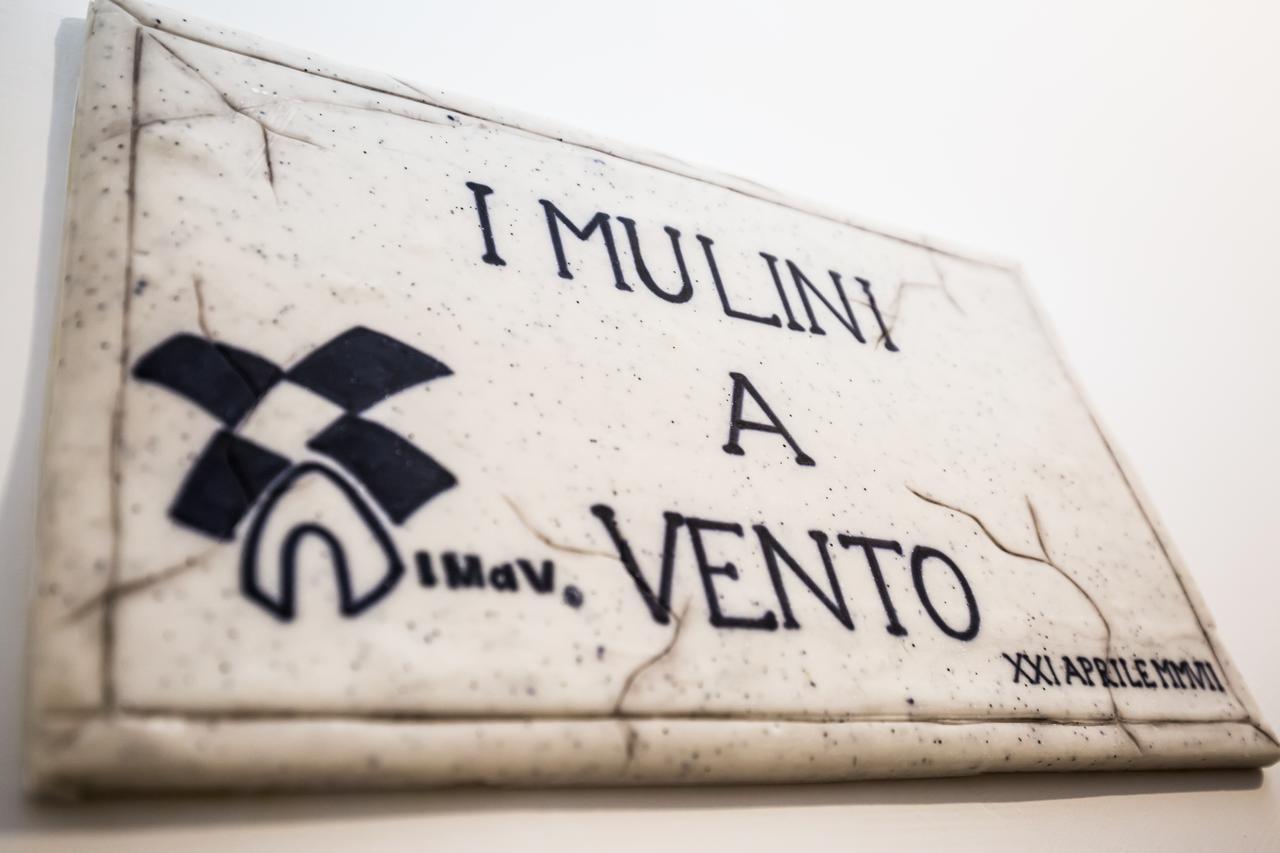 I MULINI
A
VENTO
IMaV
XXI APRILE MMVII